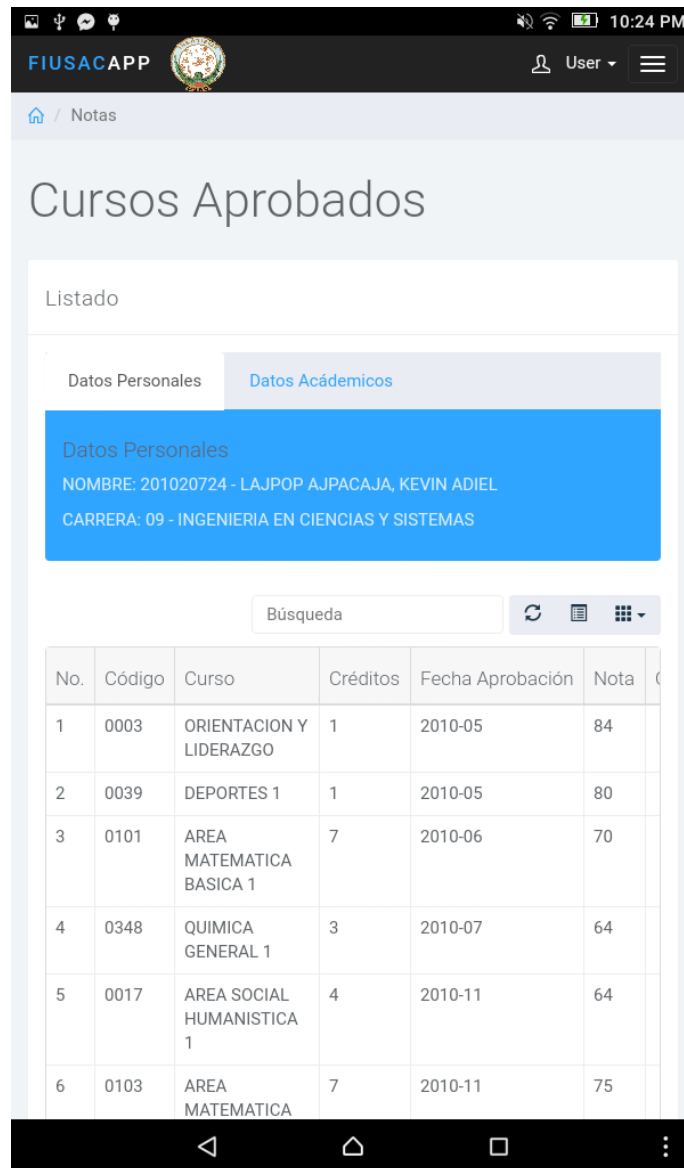 10:24 PM
FIUSACAPP User
/ Notas
Cursos Aprobados
Listado
Datos Personales Datos Acádemicos
Datos Personales
NOMBRE: 201020724 - LAJPOP AJPACAJA, KEVIN ADIEL
CARRERA: 09 - INGENIERIA EN CIENCIAS Y SISTEMAS
Búsqueda
No. Código Curso Créditos Fecha Aprobación Nota
1 0003 ORIENTACION Y 1 2010-05 84
LIDERAZGO
2 0039 DEPORTES 1 1 2010-05 80
3 0101 AREA 7 2010-06 70
MATEMATICA
BASICA 1
4 0348 QUIMICA 3 2010-07 64
GENERAL 1
5 0017 AREA SOCIAL 4 2010-11 64
HUMANISTICA
1
6 0103 AREA 7 2010-11 75
MATEMATICA